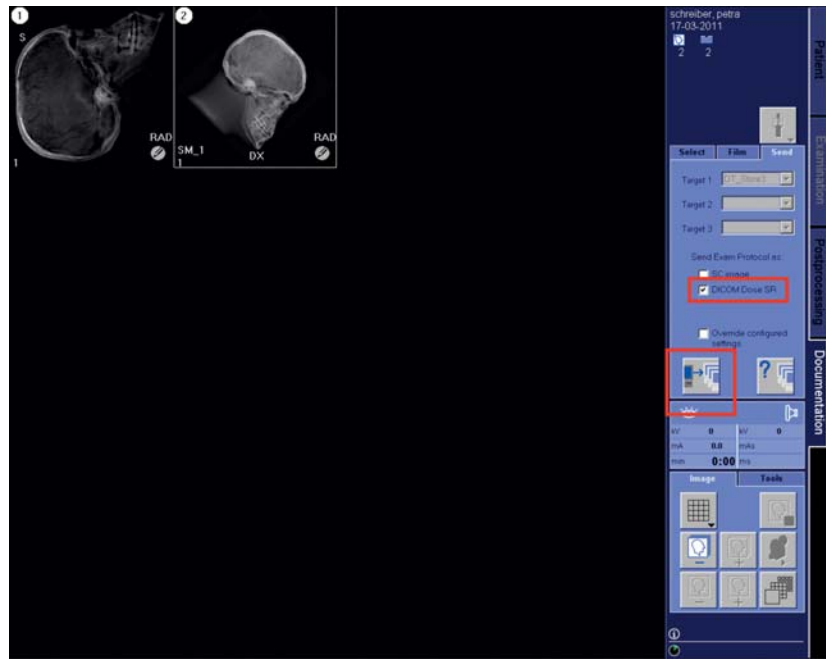 1
S
RAD
1
2
RAD
SM_1
DX
1
schreiber, petra
17-03-2011
2 2
Patient
Examination
Postprocessing
Documentation
Select Film Send
Target 1
Target 2
Target 3
Send Exam Protocol as:
SC image
DICOM Dose SR
Override configured
settings
?
kV 0 kV 0
mA 0.0 mAs
min 0:00 ms
Image Tools